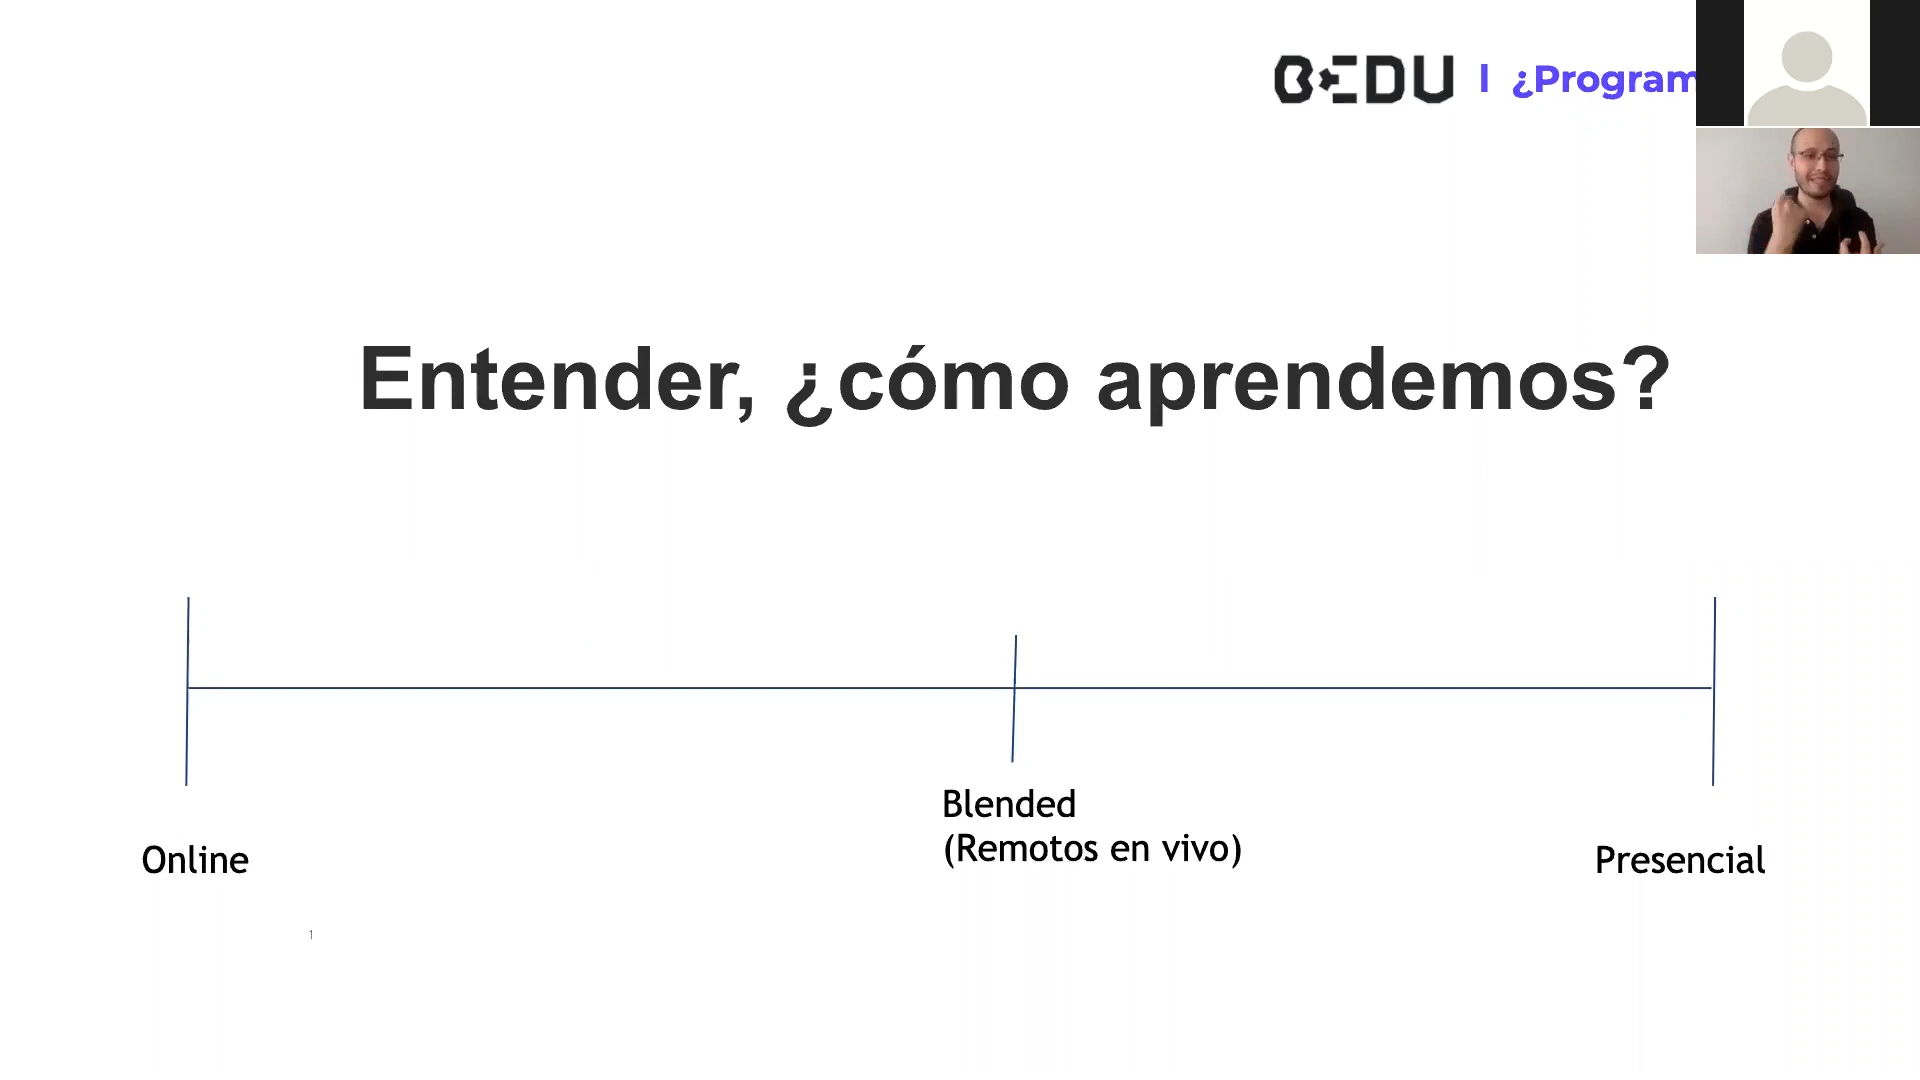 BEDU | ¿Program
Entender, ¿cómo aprendemos?
Blended
(Remotos en vivo)
Online
Presencial
1